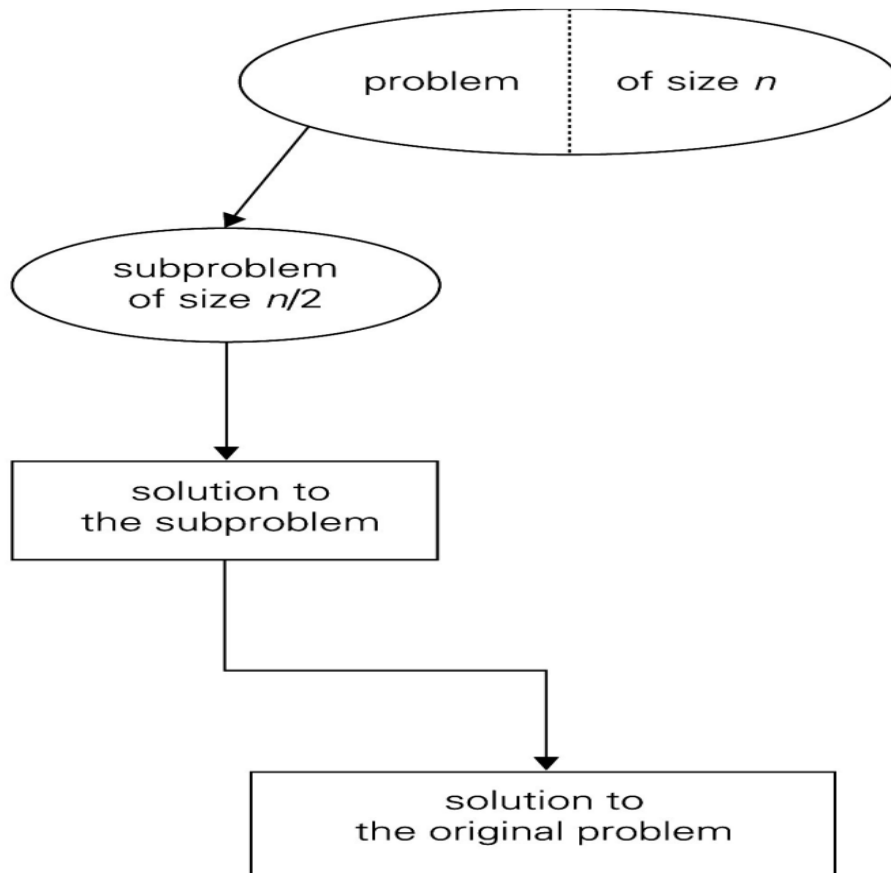 problem of size n
subproblem
of size n/2
solution to
the subproblem
solution to
the original problem